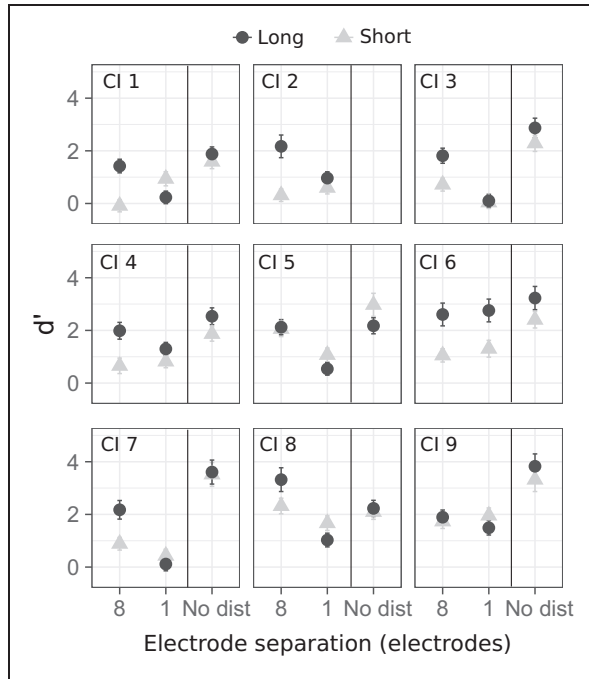 Long Short
CI 1 CI 2 CI 3
4
2
0
CI 4 CI 5 CI 6
4
2
0
d'
CI 7 CI 8 CI 9
4
2
0
8 1 No dist 8 1 No dist 8 1 No dist
Electrode separation (electrodes)